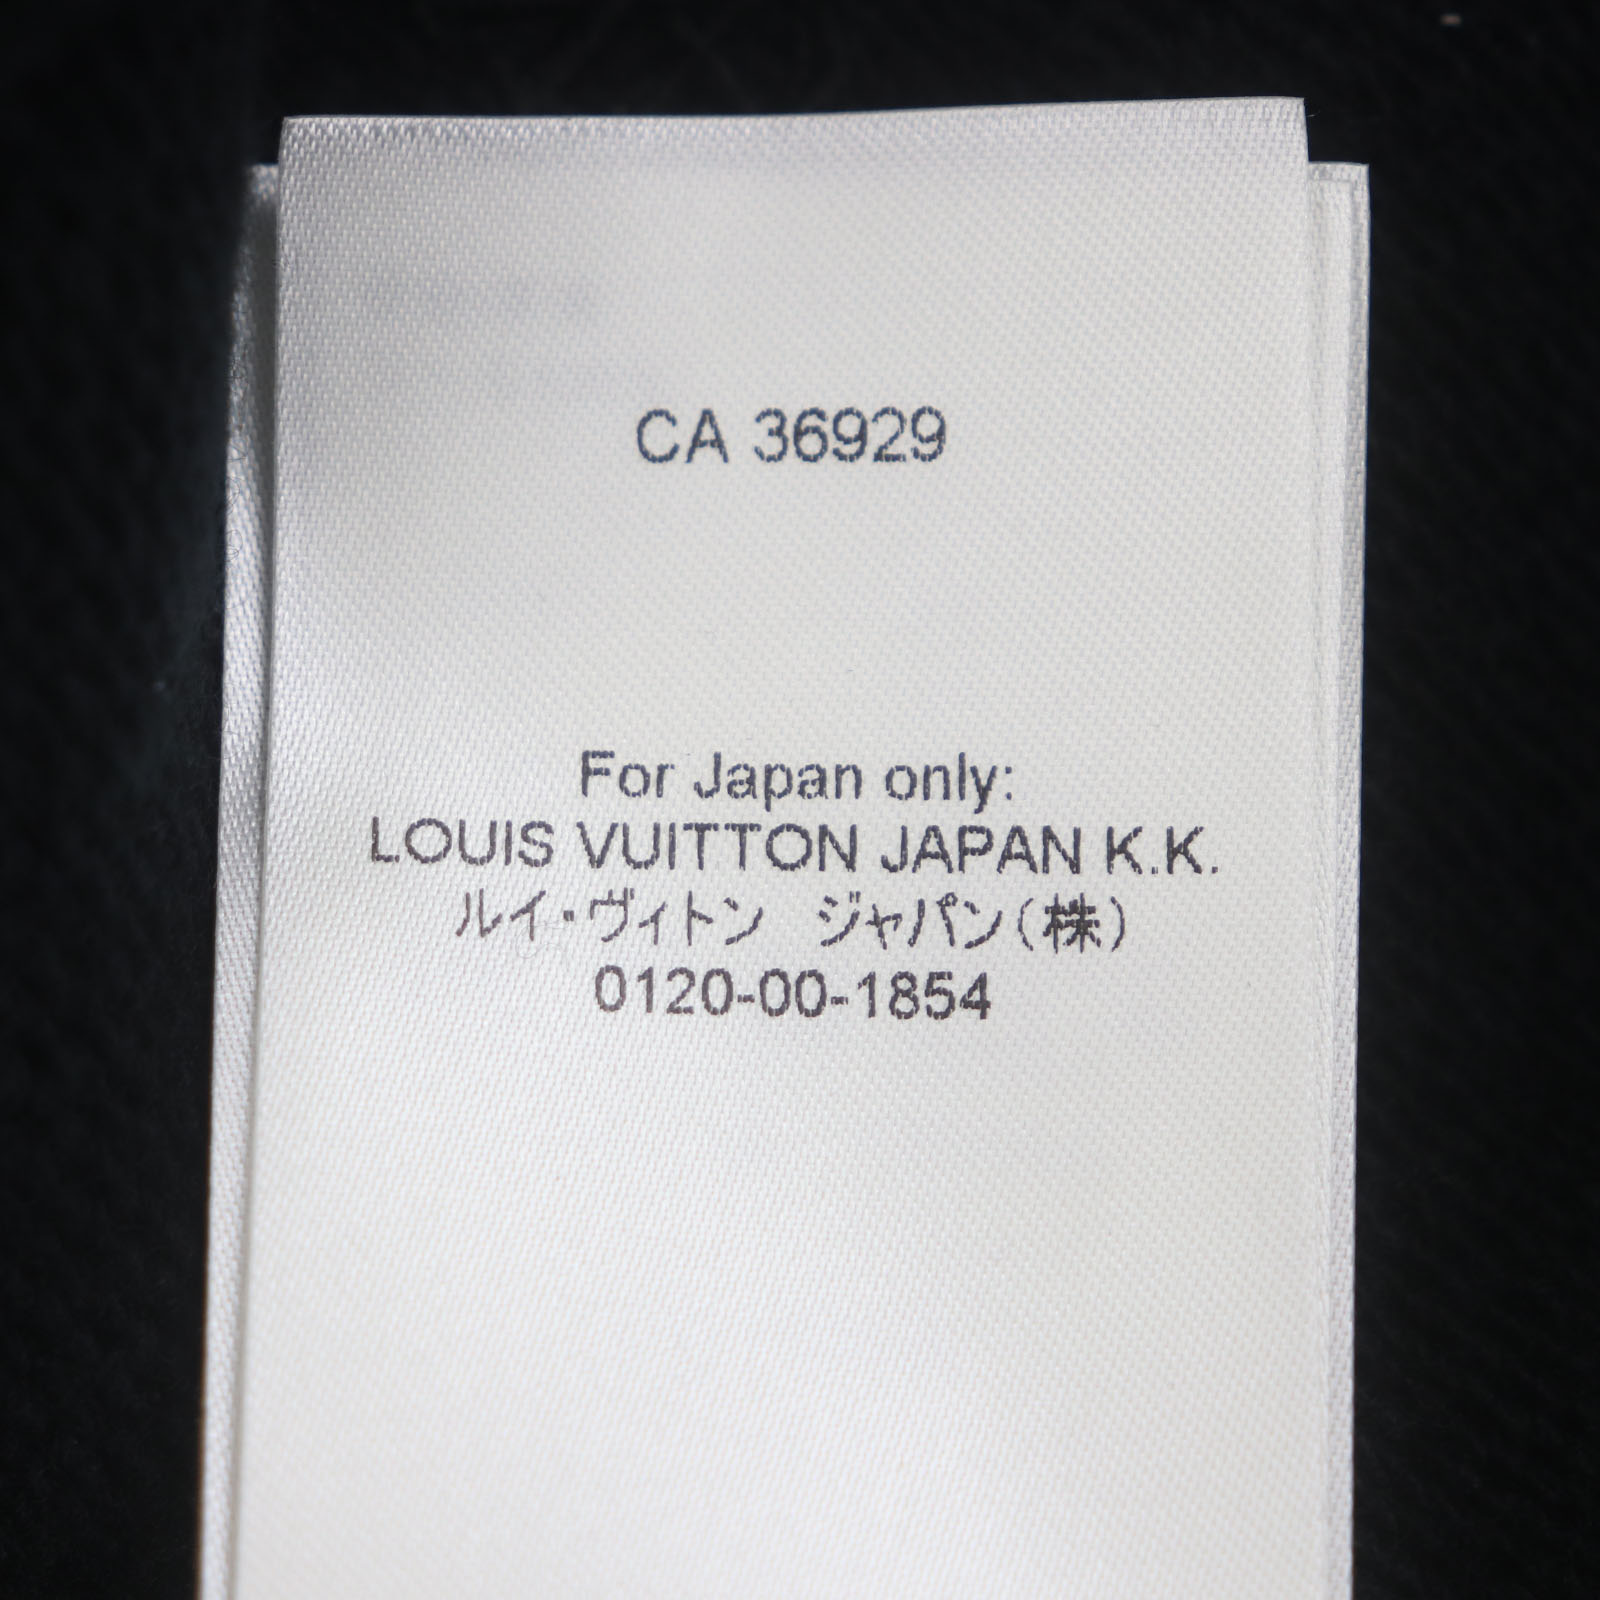 CA 36929
For Japan only:
LOUIS VUITTON JAPAN K.K.
ルイ・ヴィトン　ジャパン（株）
0120-00-1854